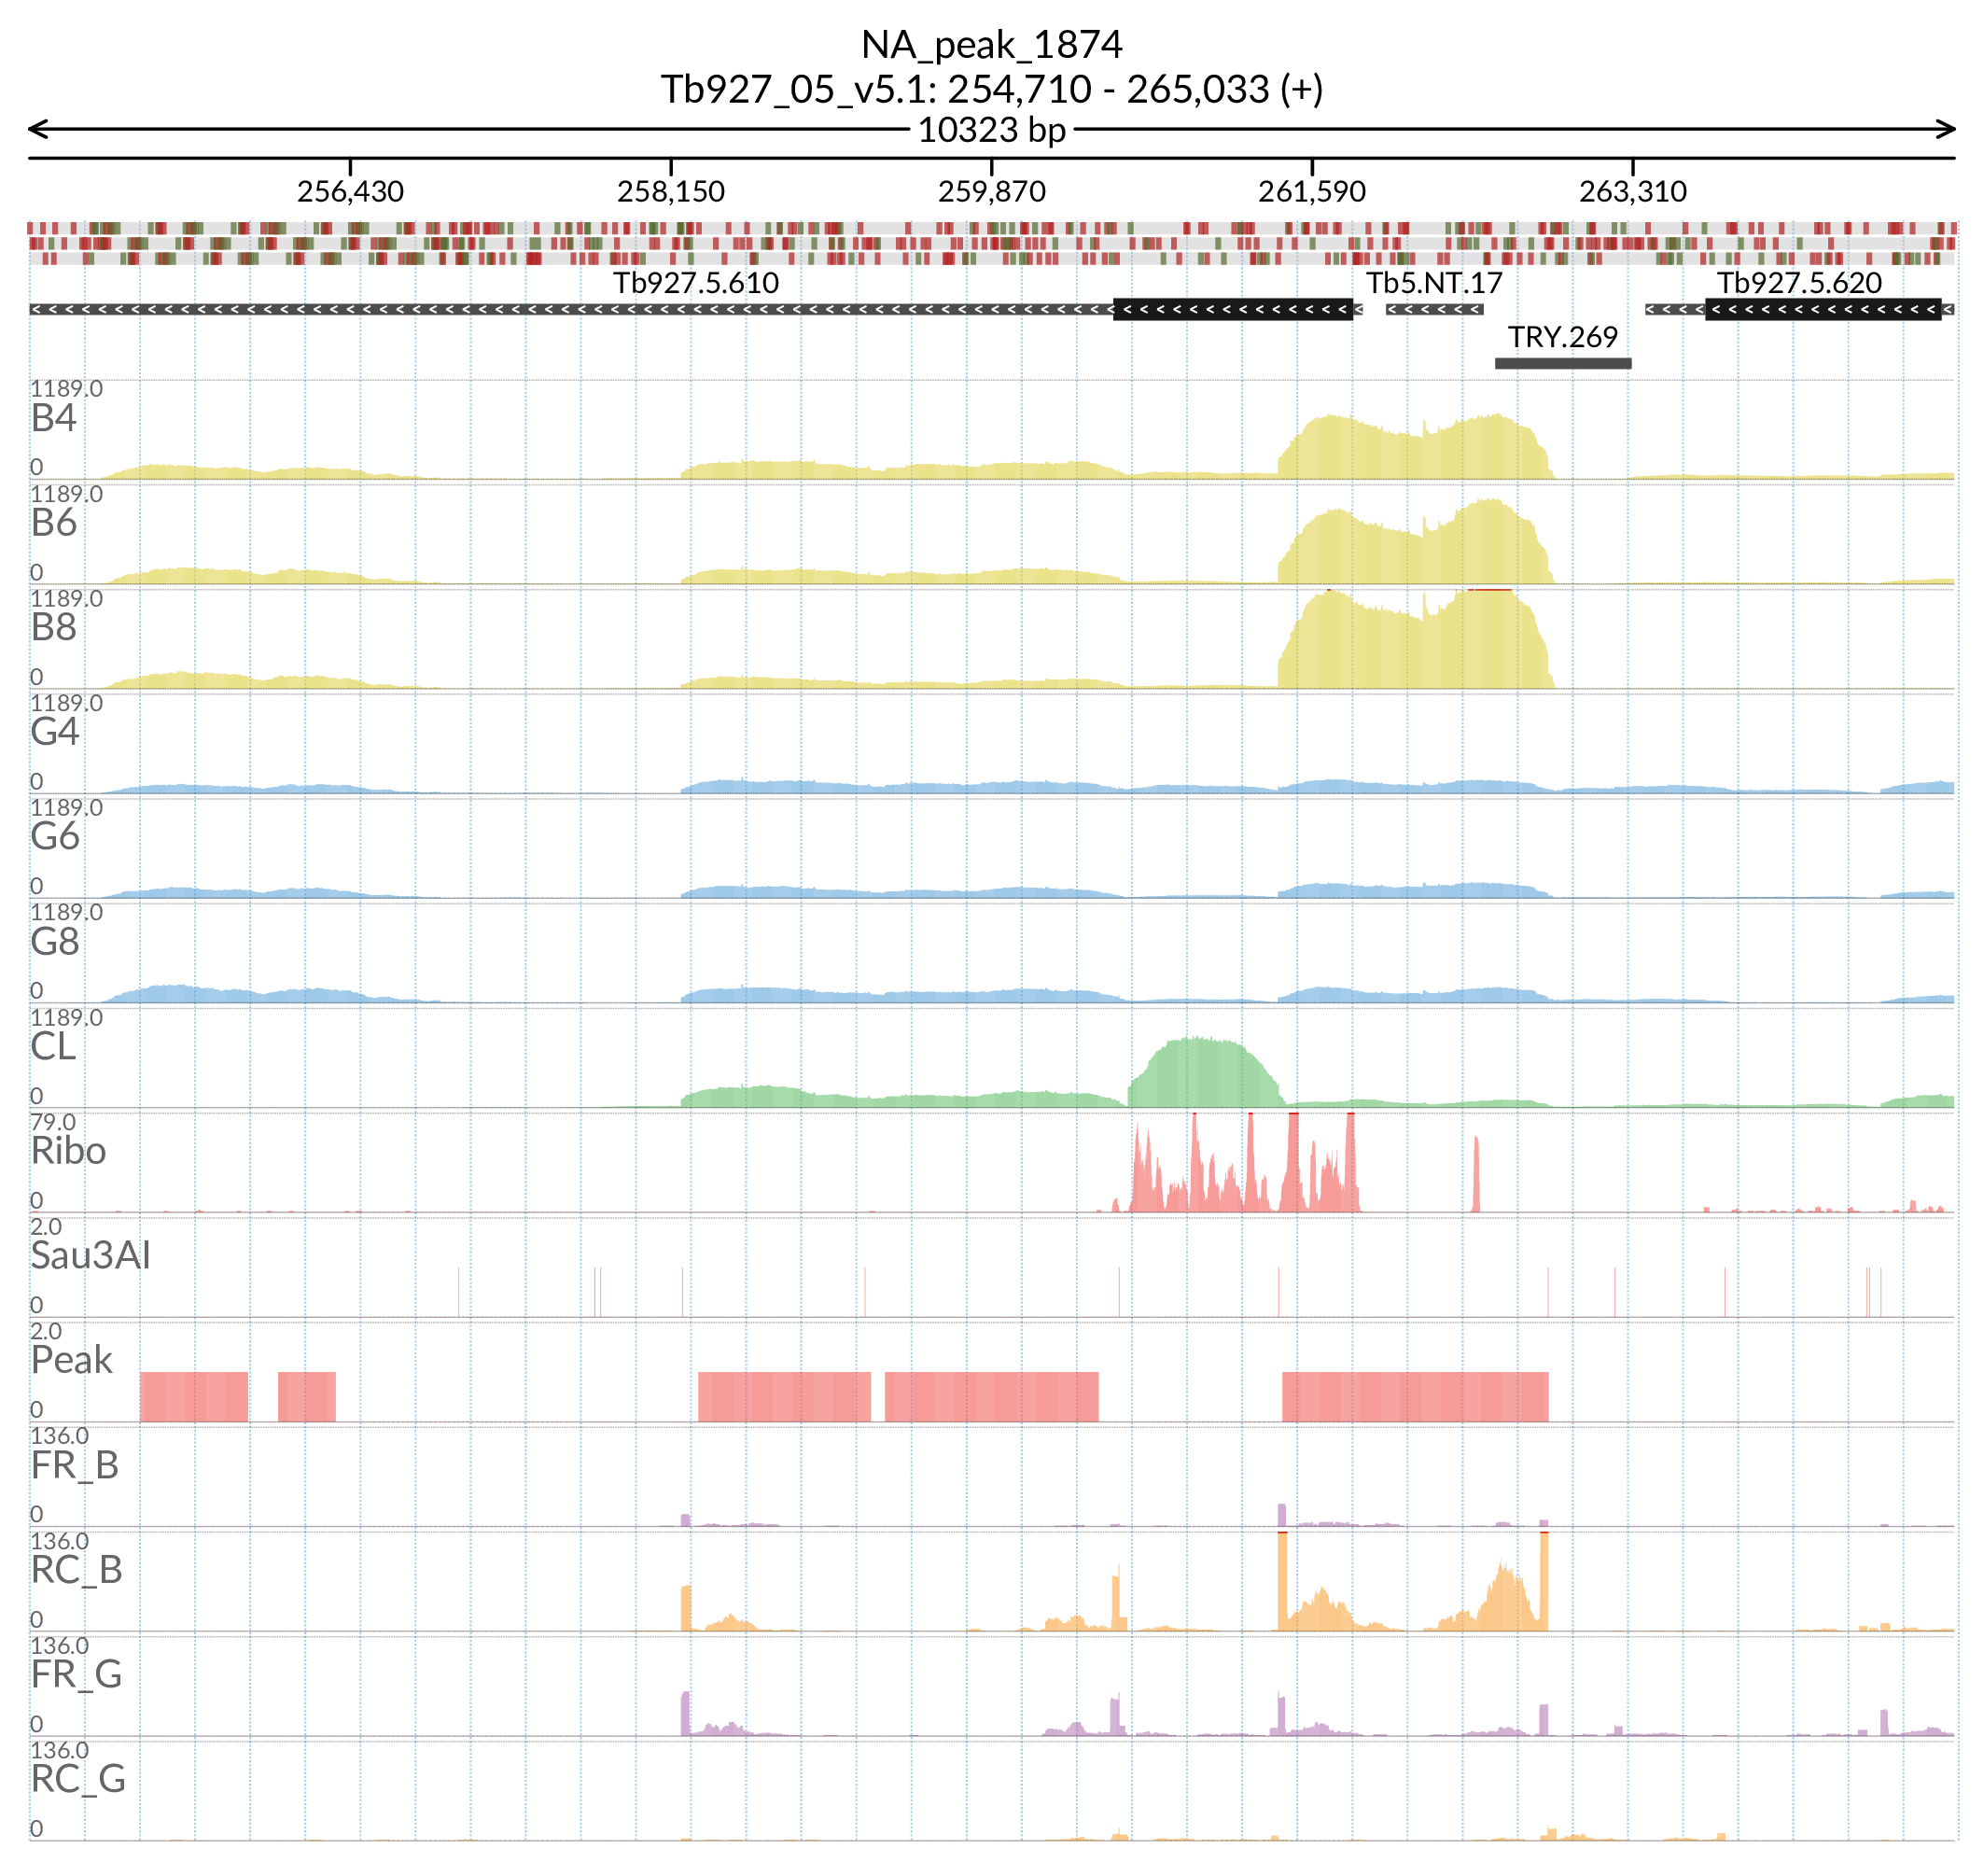 NA_peak_1874
Tb927_05_v5.1: 254,710 - 265,033 (+)
10323 bp
256,430 258,150 259,870 261,590 263,310
Tb927.5.610 Tb5.NT.17 Tb927.5.620
TRY.269
1189.0
B4
0
1189.0
B6
0
1189.0
B8
0
1189.0
G4
0
1189.0
G6
0
1189.0
G8
0
1189.0
CL
0
79.0
Ribo
0
2.0
Sau3AI
0
2.0
Peak
0
136.0
FR_B
0
136.0
RC_B
0
136.0
FR_G
0
136.0
RC_G
0